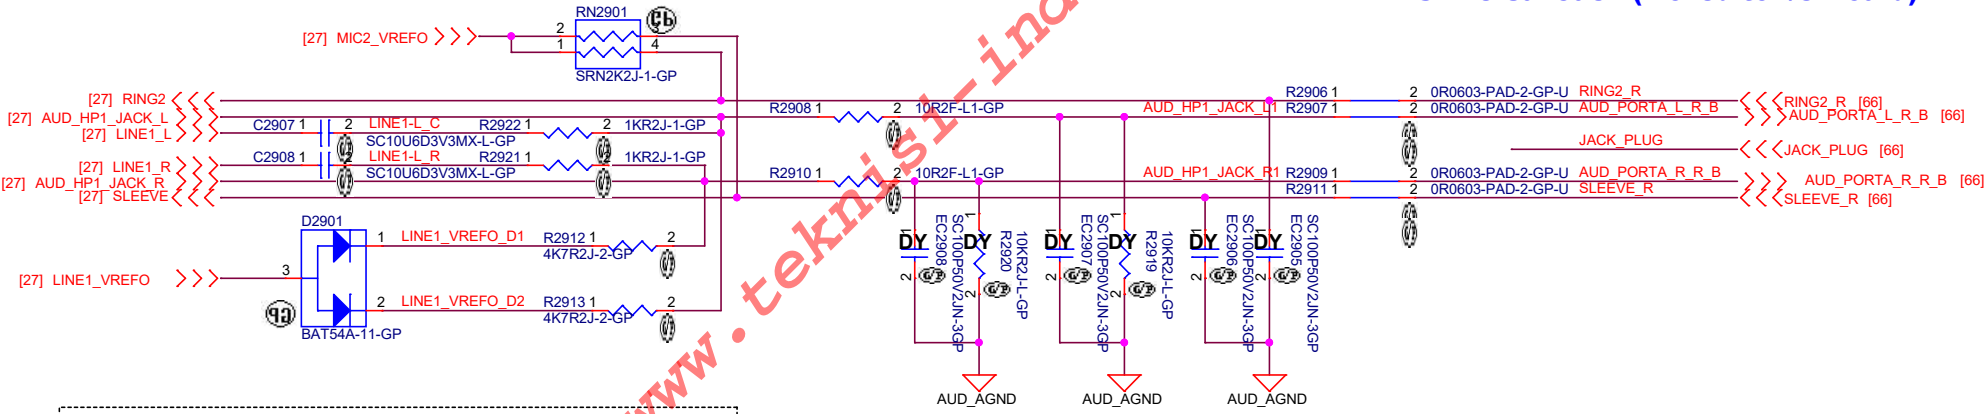 RN2901
[27] MIC2_VREFO
2
1
3
4
SRN2K2J-1-GP
[27] RING2
[27] AUD_HP1_JACK_L
[27] LINE1_L
C2907 1
2 LINE1-L_C
R2922 1
2 1KR2J-1-GP
SC10U6D3V3MX-L-GP
[27] LINE1_R
C2908 1
2 LINE1-L_R
R2921 1
2 1KR2J-1-GP
SC10U6D3V3MX-L-GP
[27] AUD_HP1_JACK_R
[27] SLEEVE
R2908 1
2 10R2F-L1-GP
AUD_HP1_JACK_L1
R2910 1
2 10R2F-L1-GP
AUD_HP1_JACK_R1
R2906 1
2 0R0603-PAD-2-GP-U RING2_R
RING2_R [66]
R2907 1
2 0R0603-PAD-2-GP-U AUD_PORTA_L_R_B
AUD_PORTA_L_R_B [66]
JACK_PLUG
JACK_PLUG [66]
R2909 1
2 0R0603-PAD-2-GP-U AUD_PORTA_R_R_B
AUD_PORTA_R_R_B [66]
R2911 1
2 0R0603-PAD-2-GP-U SLEEVE_R
SLEEVE_R [66]
D2901
1 LINE1_VREFO_D1
R2912 1
2
4K7R2J-2-GP
[27] LINE1_VREFO
3
2 LINE1_VREFO_D2
R2913 1
2
4K7R2J-2-GP
BAT54A-11-GP
DY
EC2908
SC100P50V2JN-3GP
DY
R2920
10KR2J-L-GP
DY
EC2907
SC100P50V2JN-3GP
DY
R2919
10KR2J-L-GP
DY
EC2906
SC100P50V2JN-3GP
DY
EC2905
SC100P50V2JN-3GP
AUD_AGND
AUD_AGND
AUD_AGND
www.teknisi-ind